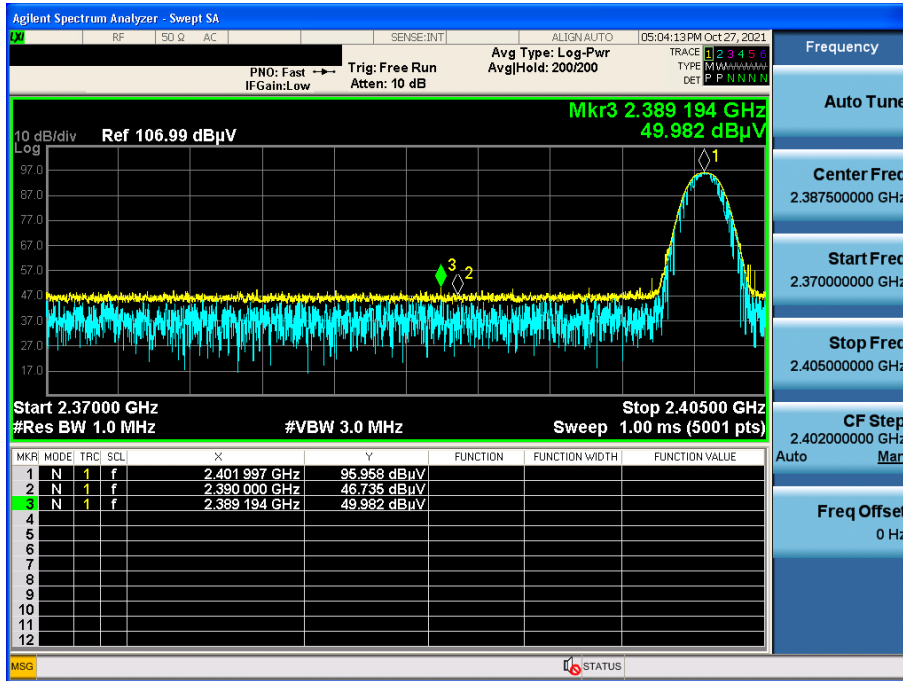 Agilent Spectrum Analyzer - Swept SA
LXI RF 50 Ω AC SENSE:INT ALIGN AUTO 05:04:13 PM Oct 27, 2021
PNO: Fast Trig: Free Run Avg Type: Log-Pwr TRACE 1 2 3 4 5 6
IFGain:Low Atten: 10 dB Avg|Hold: 200/200 TYPE MWWWWW
DET P P N N N N
Mkr3 2.389 194 GHz
49.982 dBµV
10 dB/div Ref 106.99 dBµV
Log
97.0
87.0
77.0
67.0
57.0
47.0
37.0
27.0
17.0
1
3
2
Start 2.37000 GHz Stop 2.40500 GHz
#Res BW 1.0 MHz #VBW 3.0 MHz Sweep 1.00 ms (5001 pts)
MKR MODE TRC SCL X Y FUNCTION FUNCTION WIDTH FUNCTION VALUE
1 N 1 f 2.401 997 GHz 95.958 dBµV
2 N 1 f 2.390 000 GHz 46.735 dBµV
3 N 1 f 2.389 194 GHz 49.982 dBµV
4
5
6
7
8
9
10
11
12
MSG STATUS
Frequency
Auto Tune
Center Freq
2.387500000 GHz
Start Freq
2.370000000 GHz
Stop Freq
2.405000000 GHz
CF Step
2.402000000 GHz
Auto Man
Freq Offset
0 Hz